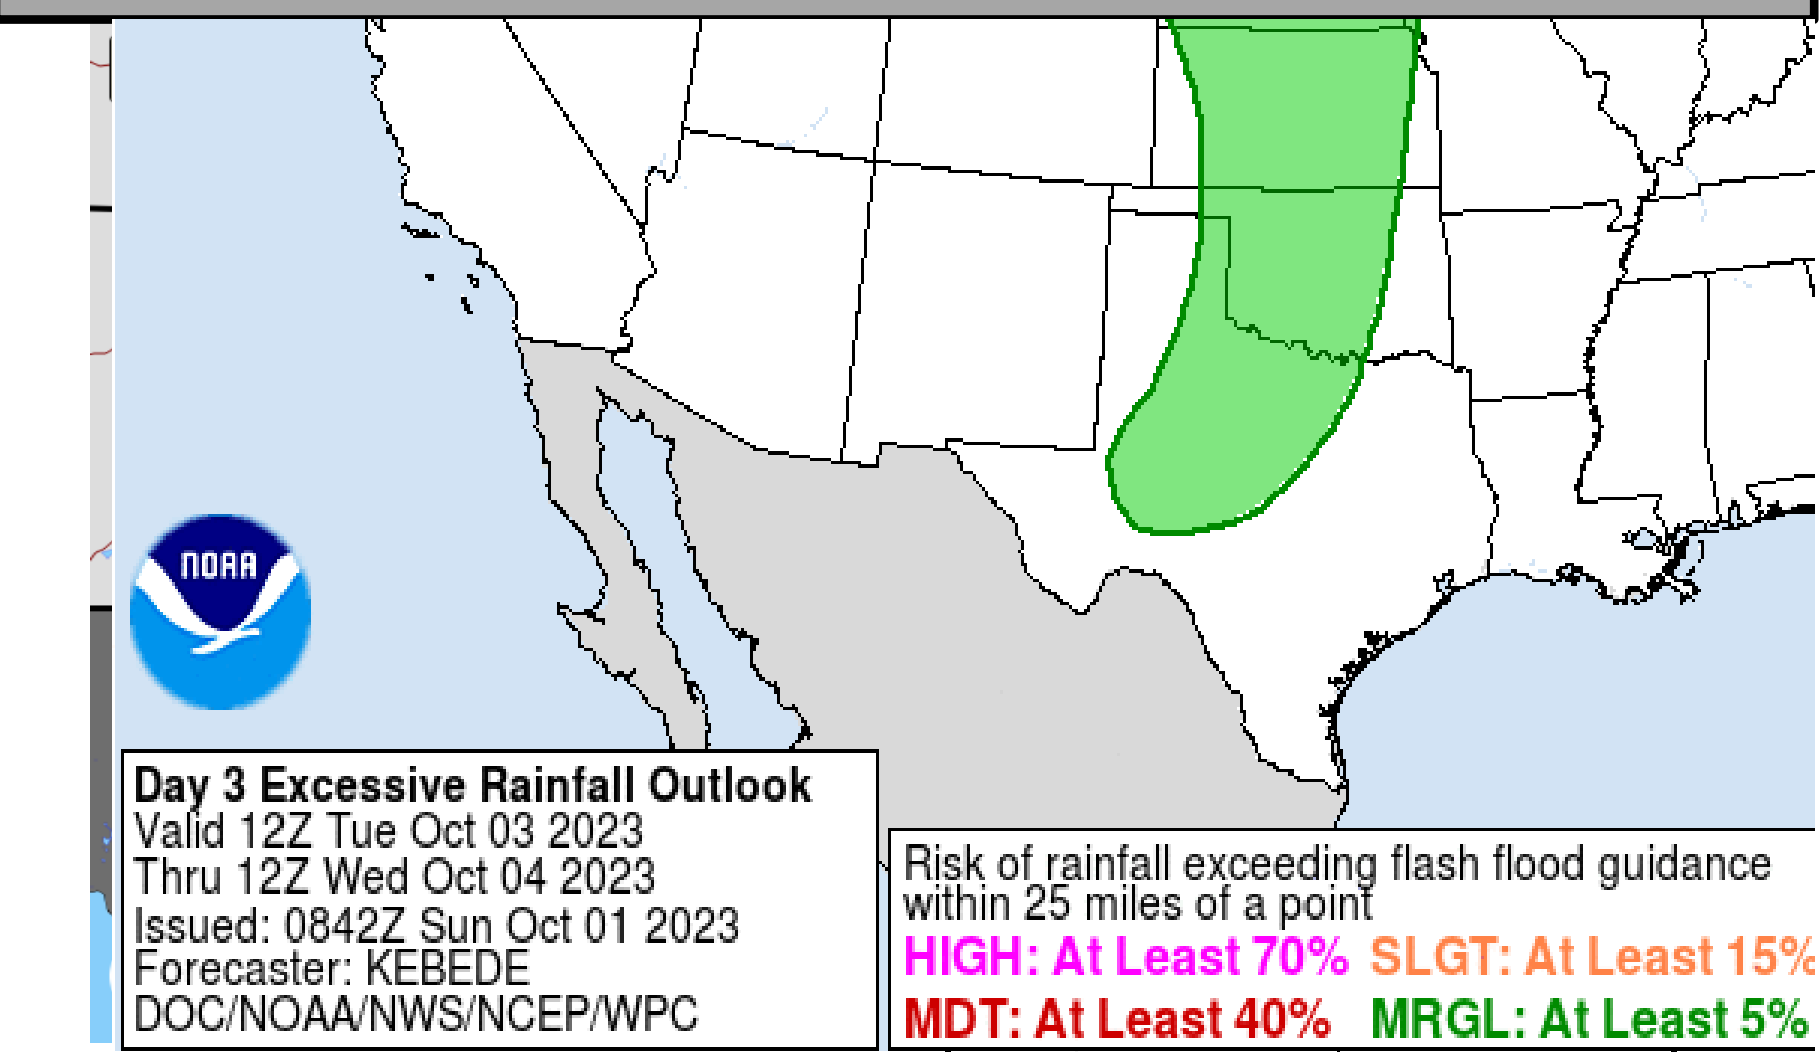 NOAA
Day 3 Excessive Rainfall Outlook
Valid 12Z Tue Oct 03 2023
Thru 12Z Wed Oct 04 2023
Issued: 0842Z Sun Oct 01 2023
Forecaster: KEBEDE
DOC/NOAA/NWS/NCEP/WPC
Risk of rainfall exceeding flash flood guidance
within 25 miles of a point
HIGH: At Least 70% SLGT: At Least 15%
MDT: At Least 40% MRGL: At Least 5%